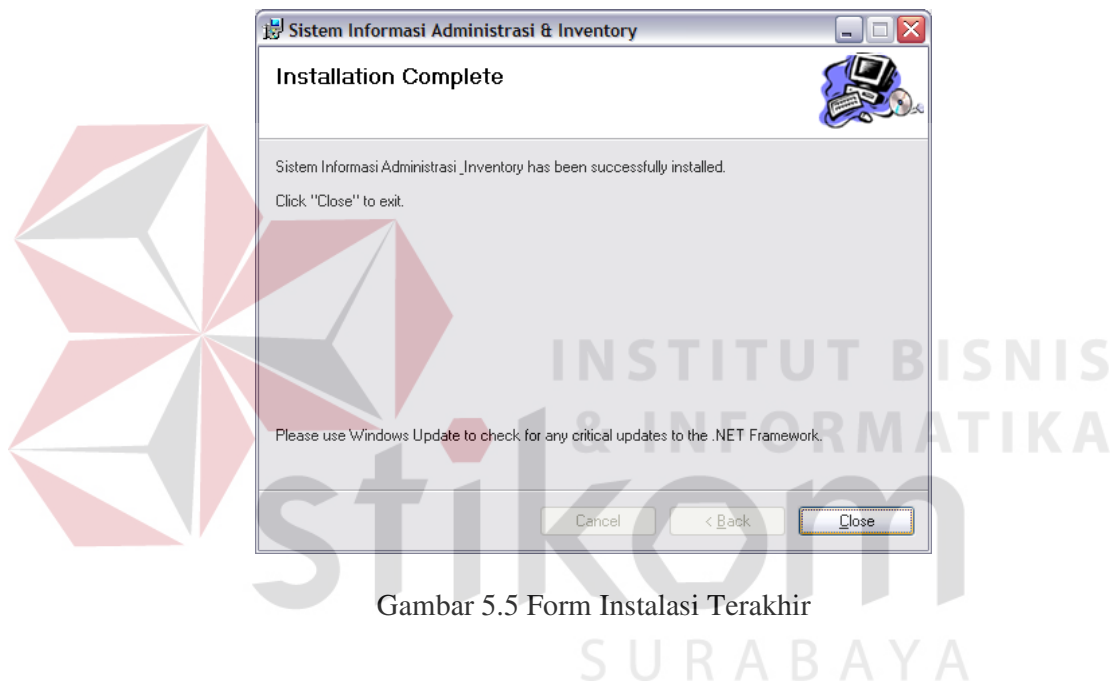 Sistem Informasi Administrasi & Inventory
Installation Complete
Sistem Informasi Administrasi _Inventory has been successfully installed.
Click "Close" to exit.
INSTITUT BISNIS
& INFORMATIKA
Please use Windows Update to check for any critical updates to the .NET Framework.
stikom
Cancel
< Back
Close
Gambar 5.5 Form Instalasi Terakhir
SURABAYA